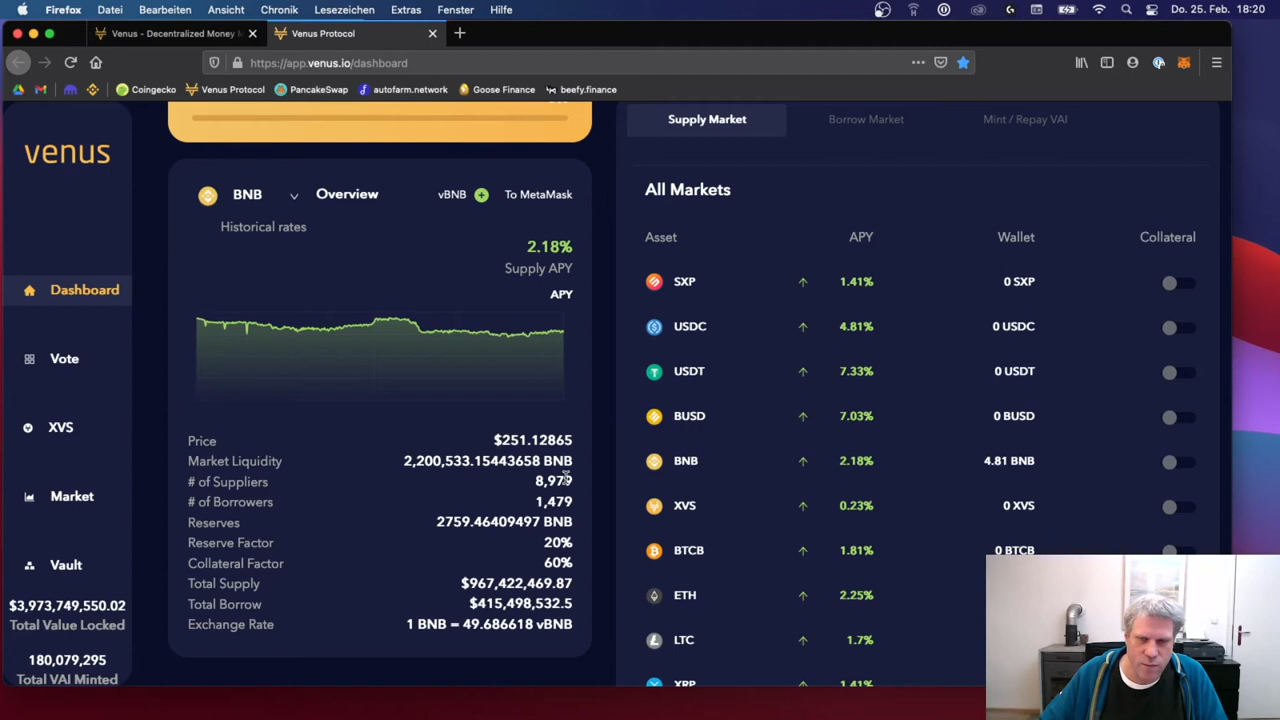 Firefox Datei Bearbeiten Ansicht Chronik Lesezeichen Extras Fenster Hilfe Do. 25. Feb. 18:20
Venus - Decentralized Money M
Venus Protocol
https://app.venus.io/dashboard
Coingecko Venus Protocol PancakeSwap autofarm.network Goose Finance beefy.finance
venus
Dashboard
Vote
XVS
Market
Vault
$3,973,749,550.02
Total Value Locked
180,079,295
Total VAI Minted
BNB Overview vBNB To MetaMask
Historical rates
2.18%
Supply APY
APY
Price $251.12865
Market Liquidity 2,200,533.15443658 BNB
# of Suppliers 8,979
# of Borrowers 1,479
Reserves 2759.46409497 BNB
Reserve Factor 20%
Collateral Factor 60%
Total Supply $967,422,469.87
Total Borrow $415,498,532.5
Exchange Rate 1 BNB = 49.686618 vBNB
Supply Market Borrow Market Mint / Repay VAI
All Markets
Asset APY Wallet Collateral
SXP 1.41% 0 SXP
USDC 4.81% 0 USDC
USDT 7.33% 0 USDT
BUSD 7.03% 0 BUSD
BNB 2.18% 4.81 BNB
XVS 0.23% 0 XVS
BTCB 1.81% 0 BTCB
ETH 2.25%
LTC 1.7%
XRP 1.41%